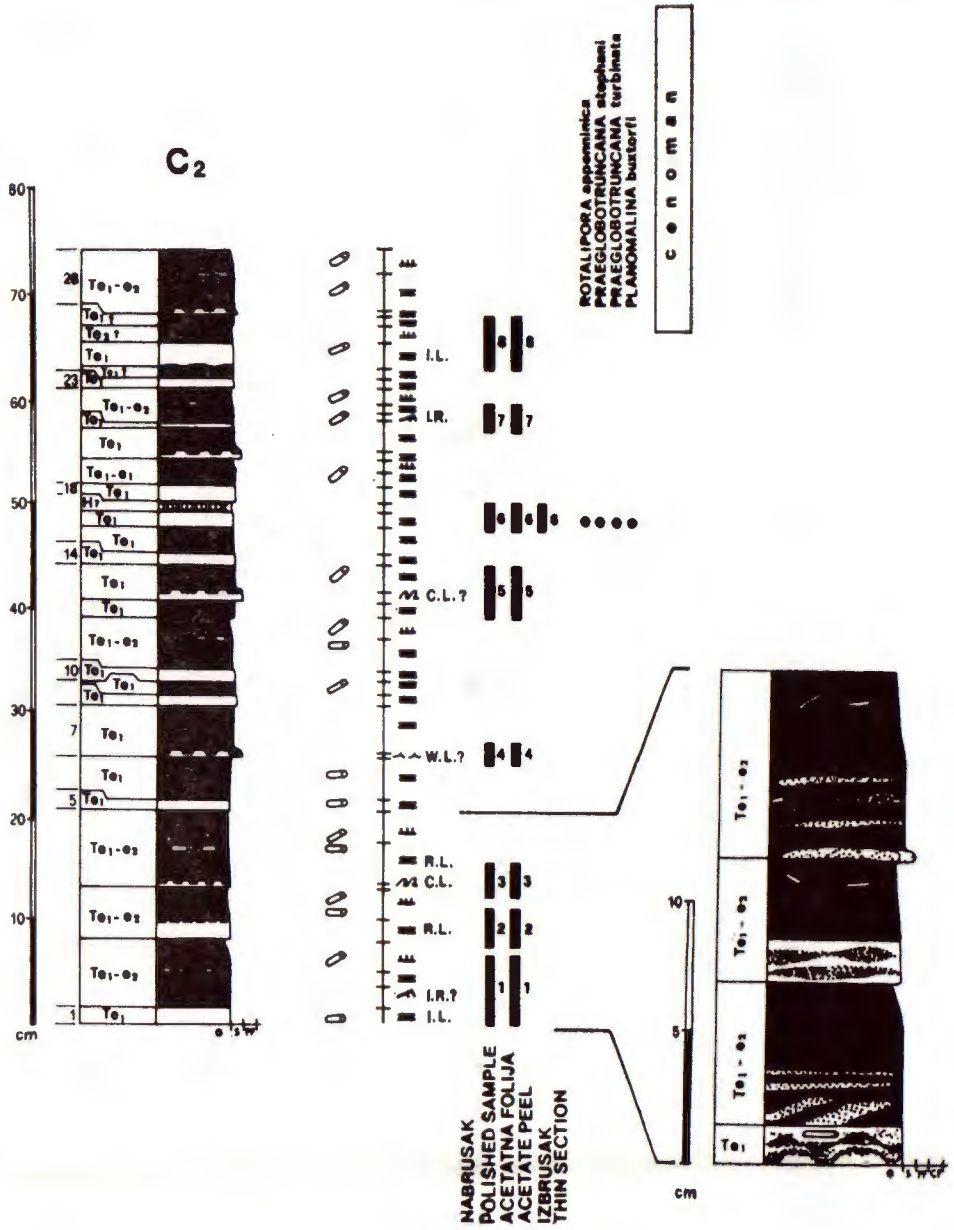 C2
80
70
60
50
40
30
20
10
cm
28
23
18
14
10
7
5
1
Te1-e2
Te1?
Te2?
Te1
Te1
Te1-e2
Te1
Te1
Te1-e1
Te1
H?
Te1
Te1
Te1
Te1
Te1
Te1-e2
Te1
Te1
Te1
Te1
Te1
Te1
Te1-e2
Te1-e2
Te1-e2
Te1
I.L.
I.R.
C.L.?
W.L.?
R.L.
C.L.
R.L.
I.R.?
I.L.
8 8
7 7
6 6 6
5 5
4 4
3 3
2 2
1 1
NABRUSAK
POLISHED SAMPLE
ACETATNA FOLIJA
ACETATE PEEL
IZBRUSAK
THIN SECTION
ROTALIPORA appenninica
PRAEGLOBOTRUNCANA stephani
PRAEGLOBOTRUNCANA turbinata
PLANOMALINA buxtorfi
cenoman
10
5
cm
Te1-e2
Te1-e2
Te1-e2
Te1